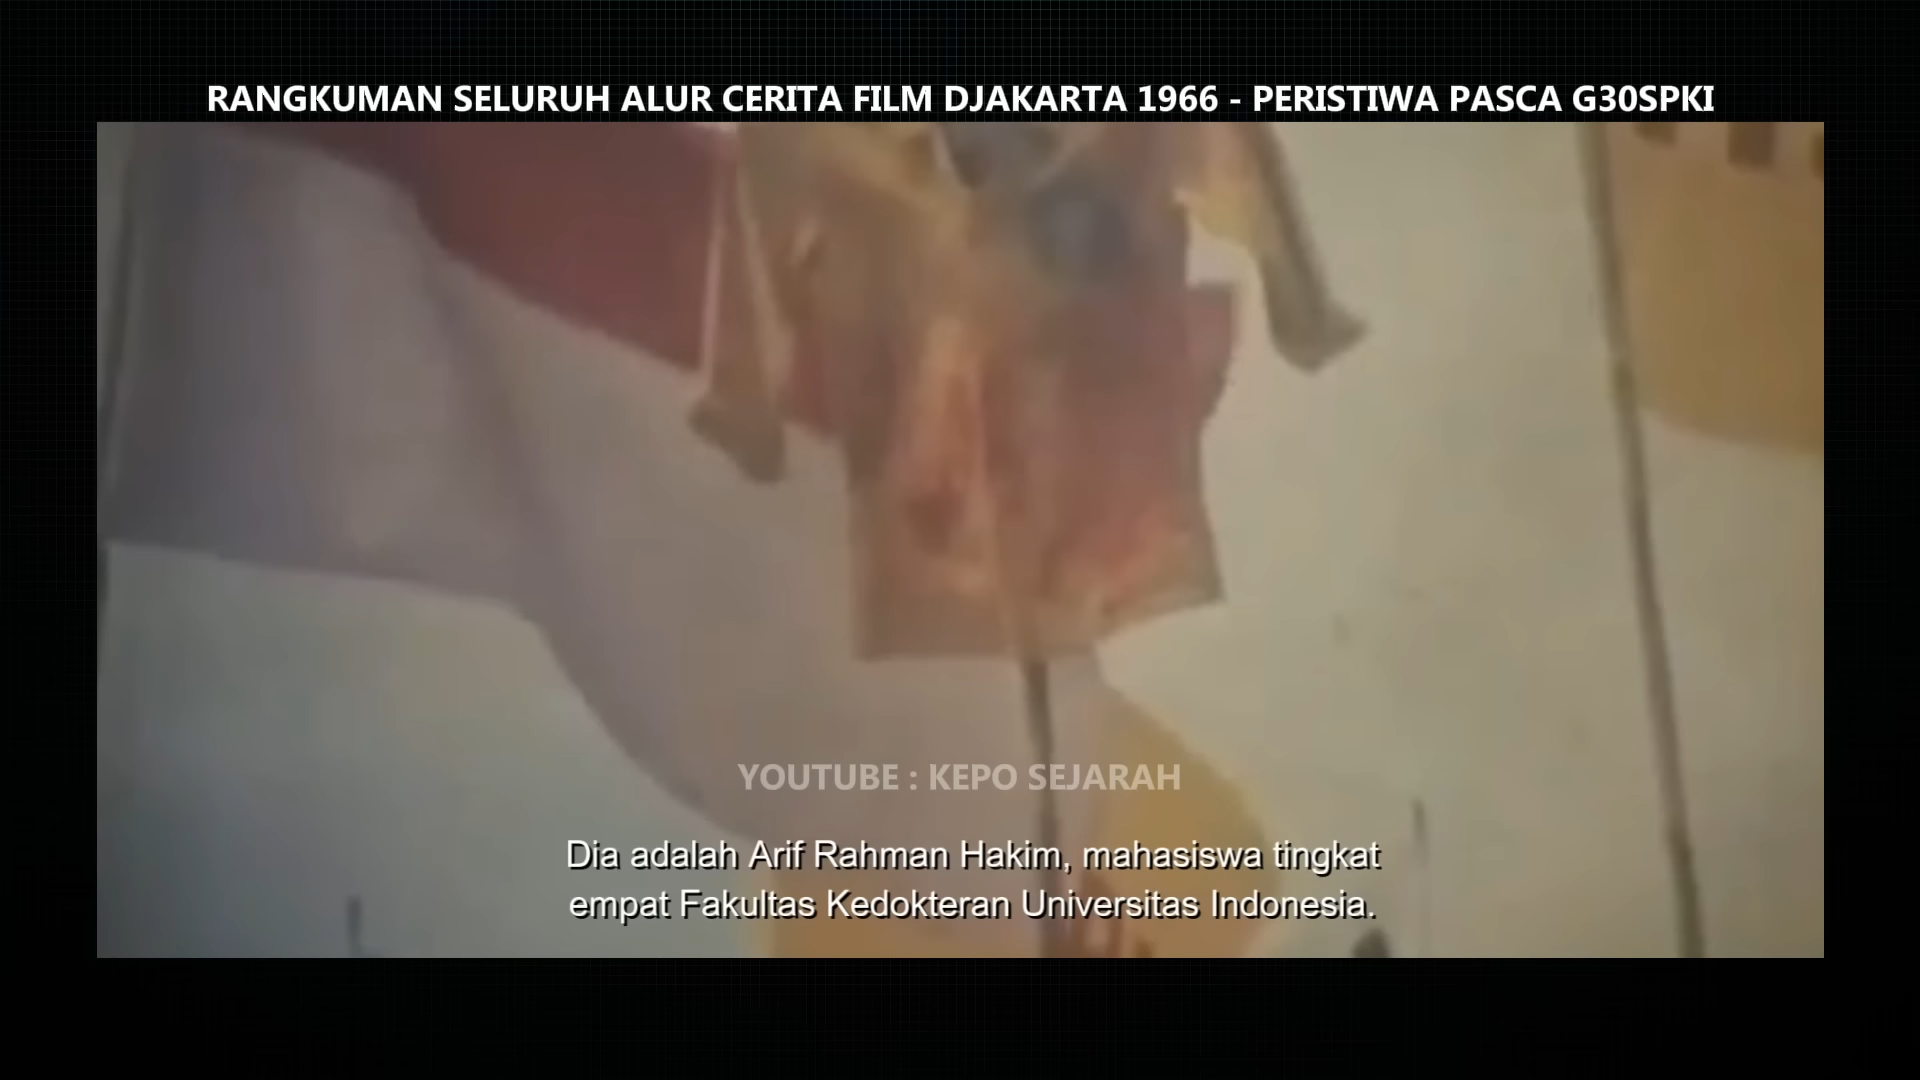 RANGKUMAN SELURUH ALUR CERITA FILM DJAKARTA 1966 - PERISTIWA PASCA G30SPKI
YOUTUBE : KEPO SEJARAH
Dia adalah Arif Rahman Hakim, mahasiswa tingkat
empat Fakultas Kedokteran Universitas Indonesia.